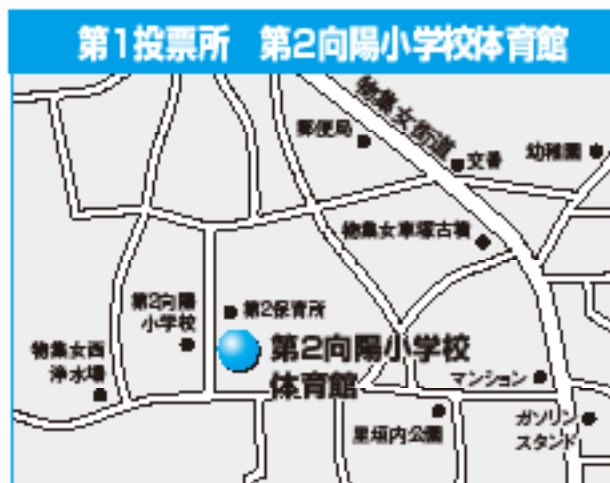 第1投票所 第2向陽小学校体育館
物集女街道
郵便局
交番
幼稚園
物集女車塚古墳
第2向陽
小学校
第2保育所
物集女西
浄水場
第2向陽小学校
体育館
マンション
里垣内公園
ガソリン
スタンド